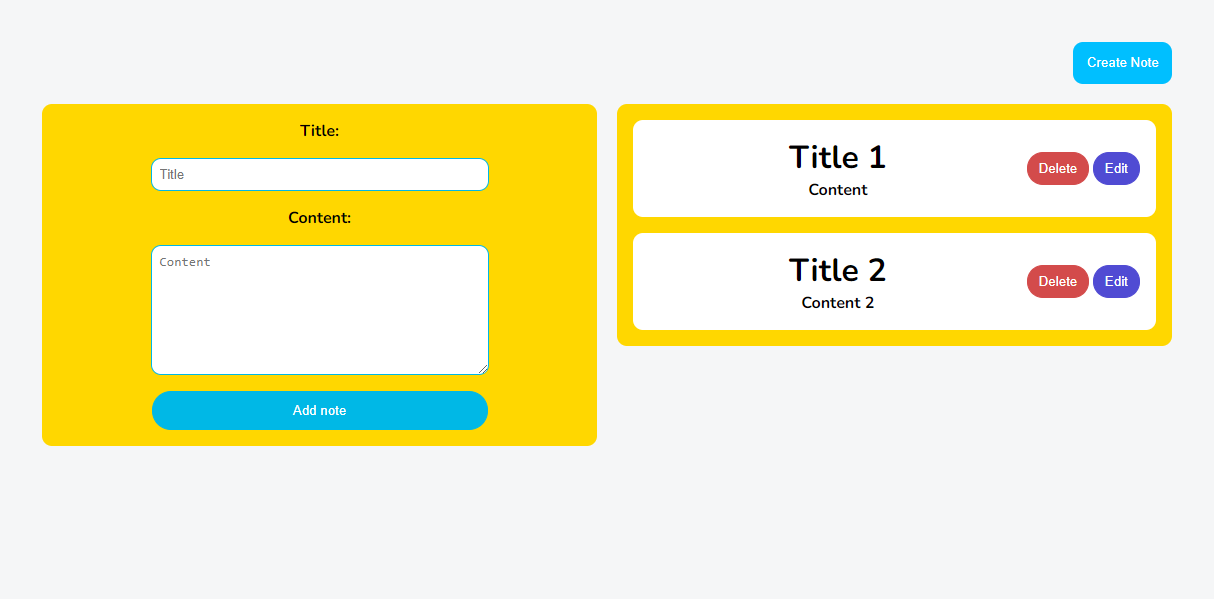 Create Note
Title:
Title
Content:
Content
Add note
Title 1
Content
Delete
Edit
Title 2
Content 2
Delete
Edit